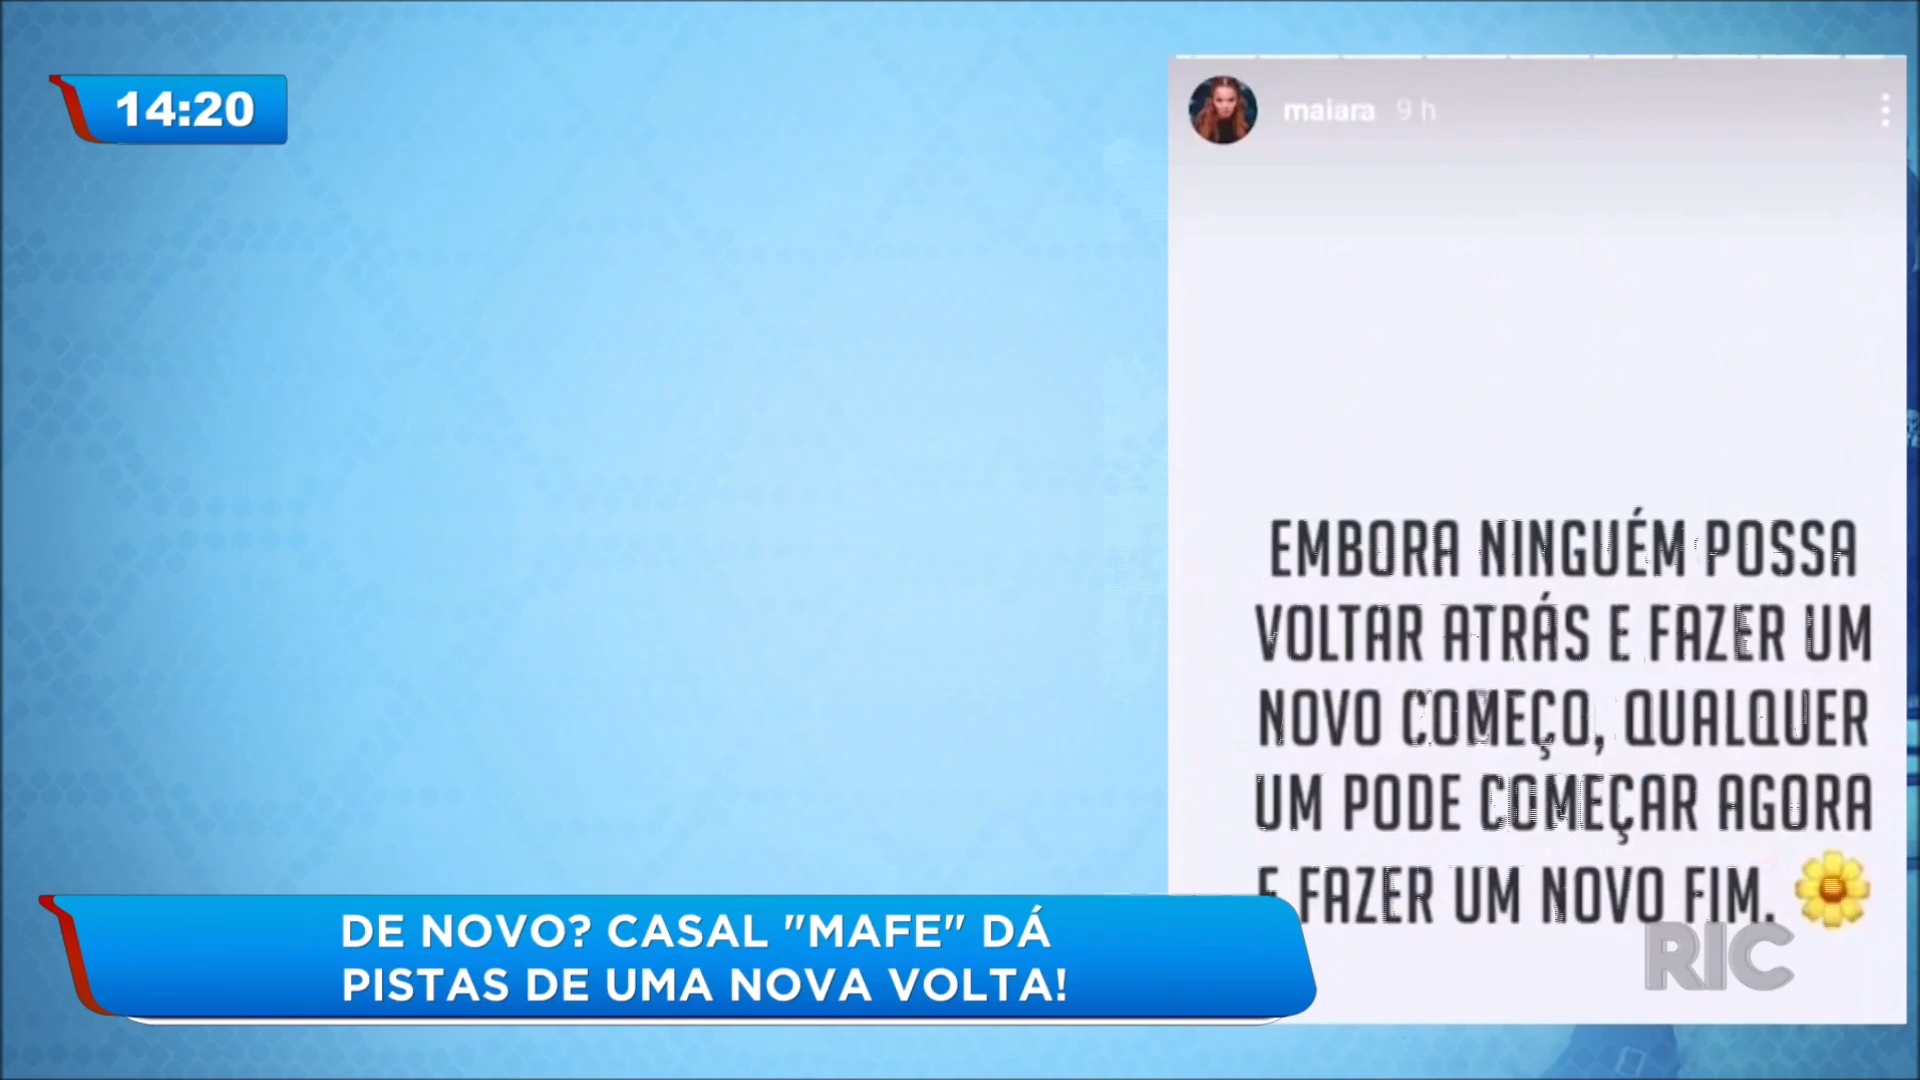 14:20
maiara 9 h
EMBORA NINGUÉM POSSA
VOLTAR ATRÁS E FAZER UM
NOVO COMEÇO, QUALQUER
UM PODE COMEÇAR AGORA
E FAZER UM NOVO FIM.
RIC
DE NOVO? CASAL "MAFE" DÁ
PISTAS DE UMA NOVA VOLTA!